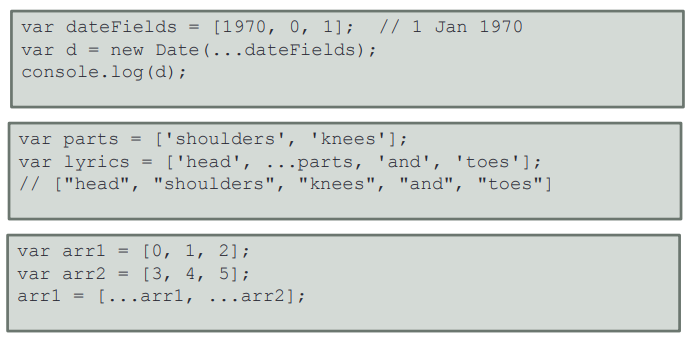 var dateFields = [1970, 0, 1];  // 1 Jan 1970
var d = new Date(...dateFields);
console.log(d);
var parts = ['shoulders', 'knees'];
var lyrics = ['head', ...parts, 'and', 'toes'];
// ["head", "shoulders", "knees", "and", "toes"]
var arr1 = [0, 1, 2];
var arr2 = [3, 4, 5];
arr1 = [...arr1, ...arr2];